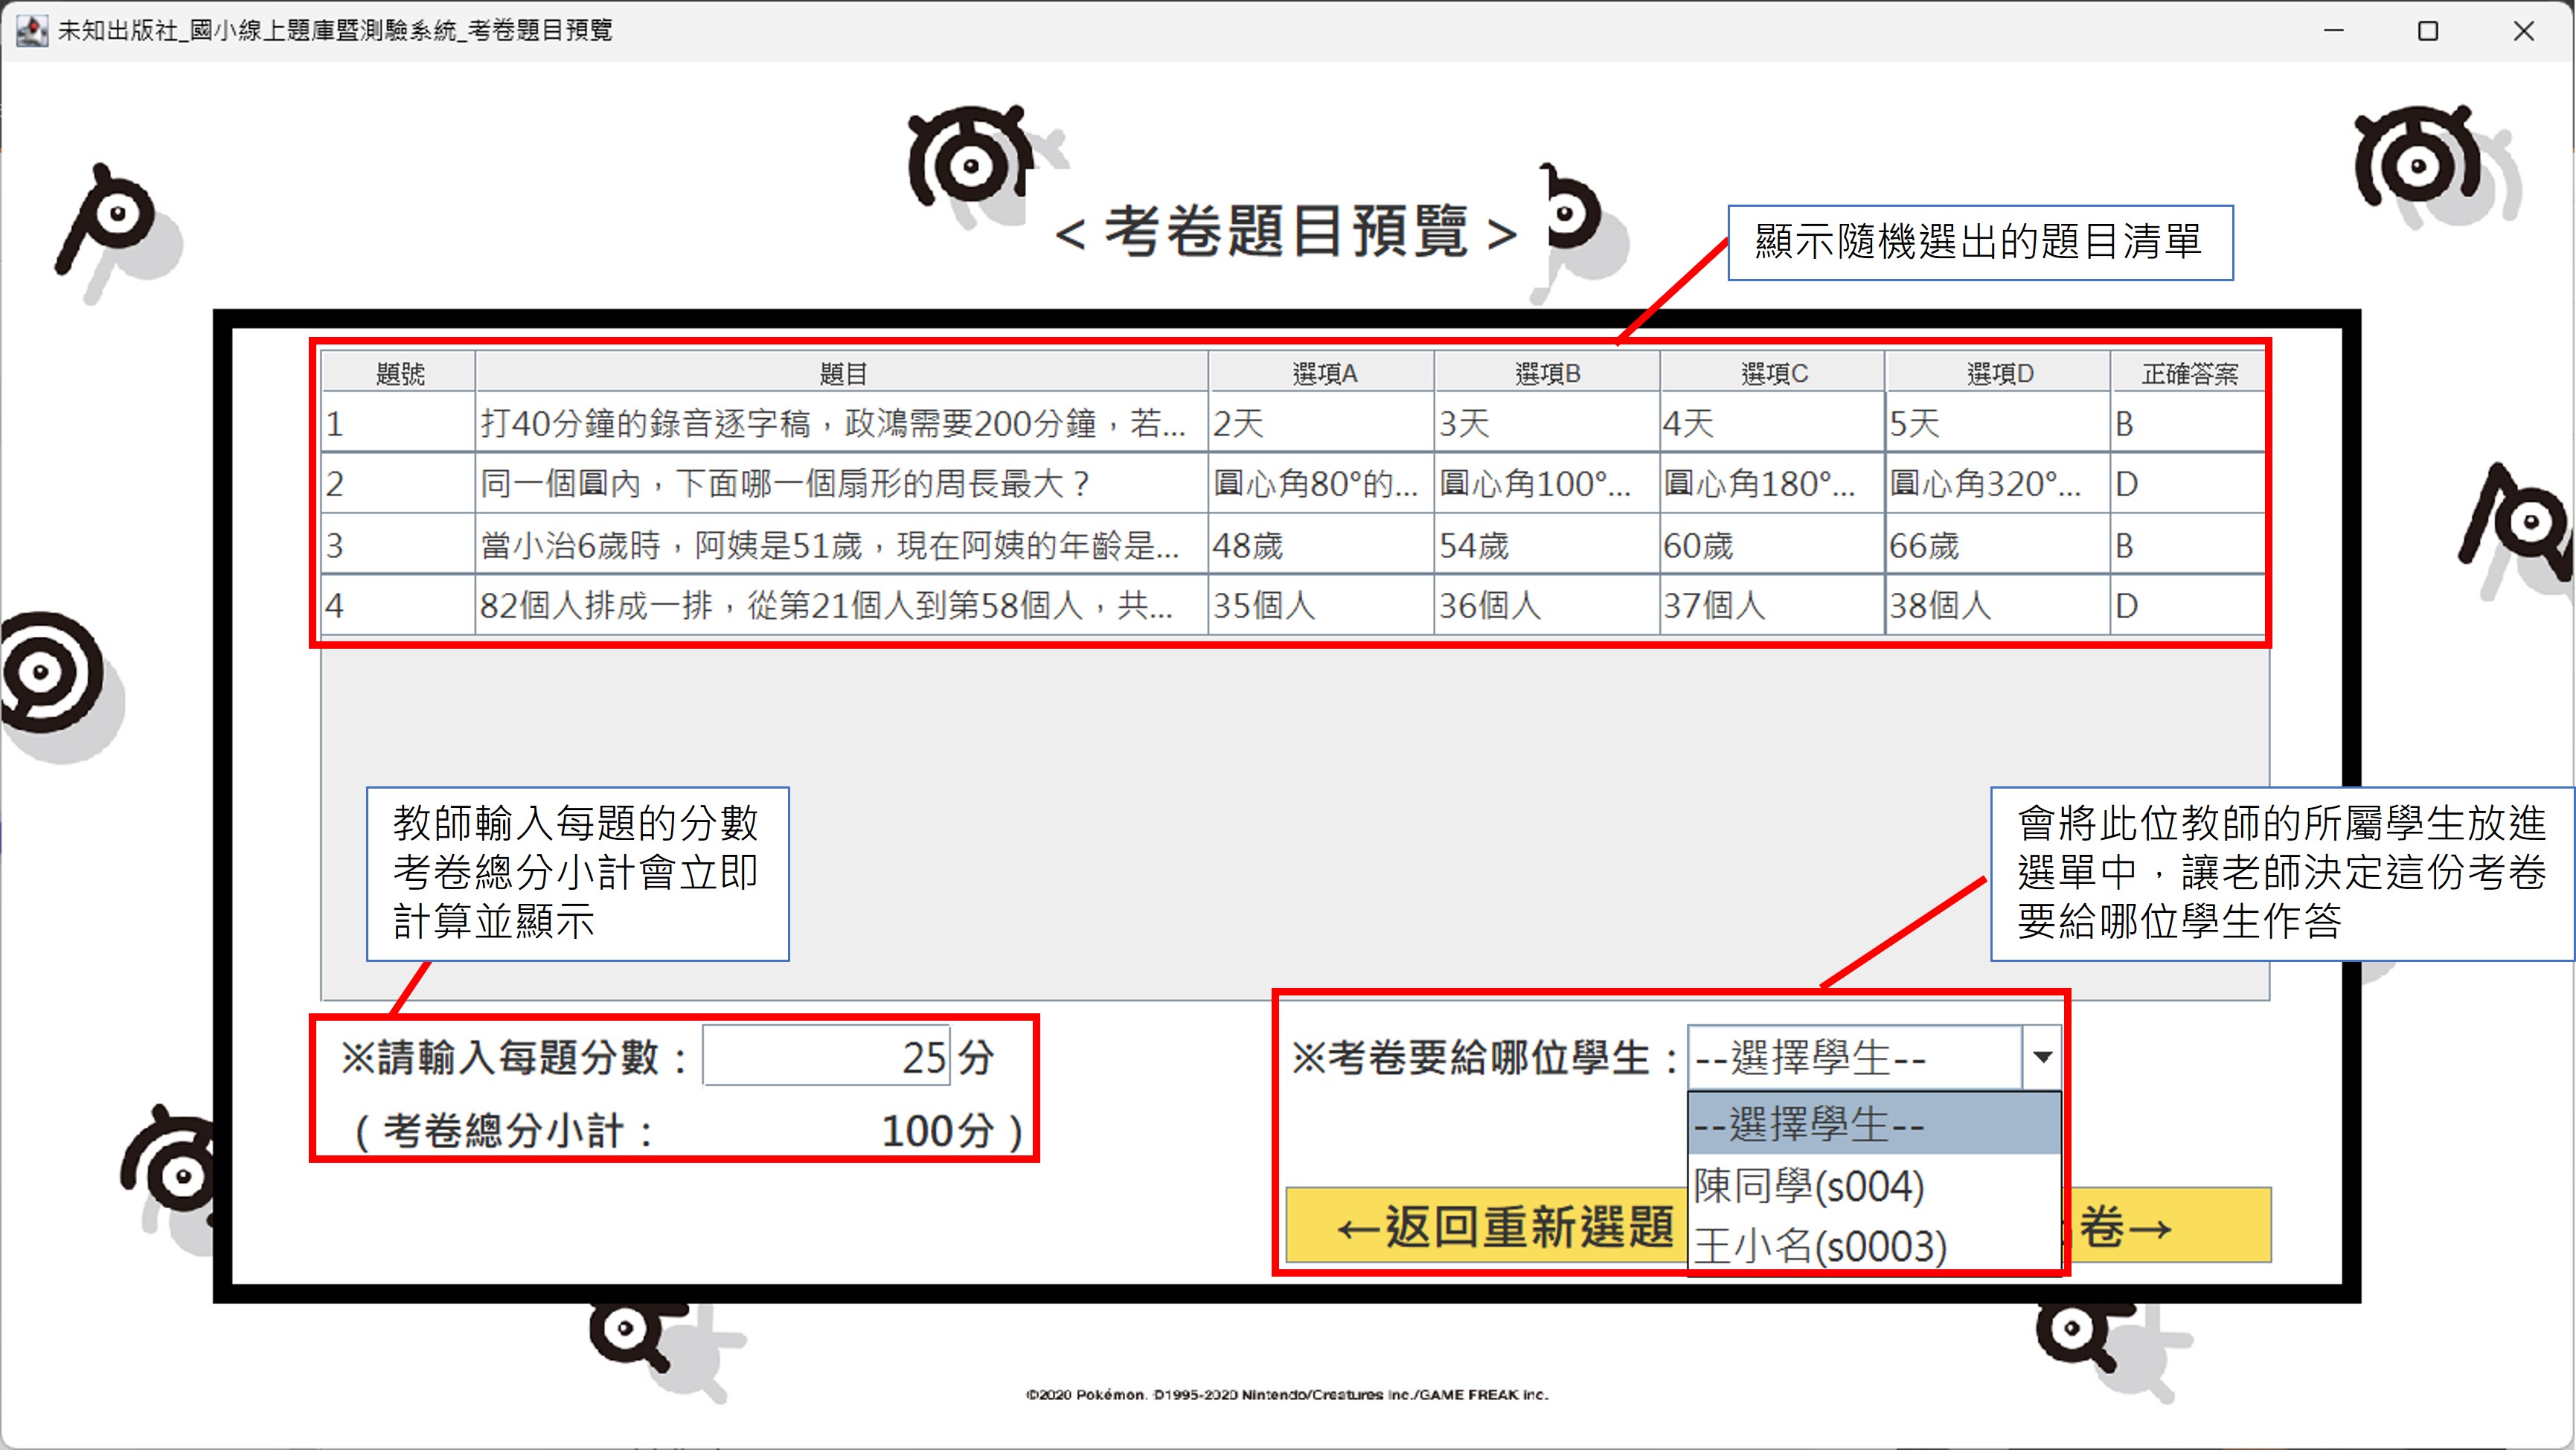 未知出版社_國小線上題庫暨測驗系統_考卷題目預覽
<考卷題目預覽>
顯示隨機選出的題目清單
題號 題目 選項A 選項B 選項C 選項D 正確答案
1 打40分鐘的錄音逐字稿，政鴻需要200分鐘，若... 2天 3天 4天 5天 B
2 同一個圓內，下面哪一個扇形的周長最大？ 圓心角80°的... 圓心角100°... 圓心角180°... 圓心角320°... D
3 當小治6歲時，阿姨是51歲，現在阿姨的年齡是... 48歲 54歲 60歲 66歲 B
4 82個人排成一排，從第21個人到第58個人，共... 35個人 36個人 37個人 38個人 D
教師輸入每題的分數
考卷總分小計會立即
計算並顯示
會將此位教師的所屬學生放進
選單中，讓老師決定這份考卷
要給哪位學生作答
※請輸入每題分數： 25 分
（考卷總分小計： 100分）
※考卷要給哪位學生： --選擇學生--
--選擇學生--
陳同學(s004)
王小名(s0003)
←返回重新選題
卷→
©2020 Pokémon. ©1995-2020 Nintendo/Creatures Inc./GAME FREAK inc.